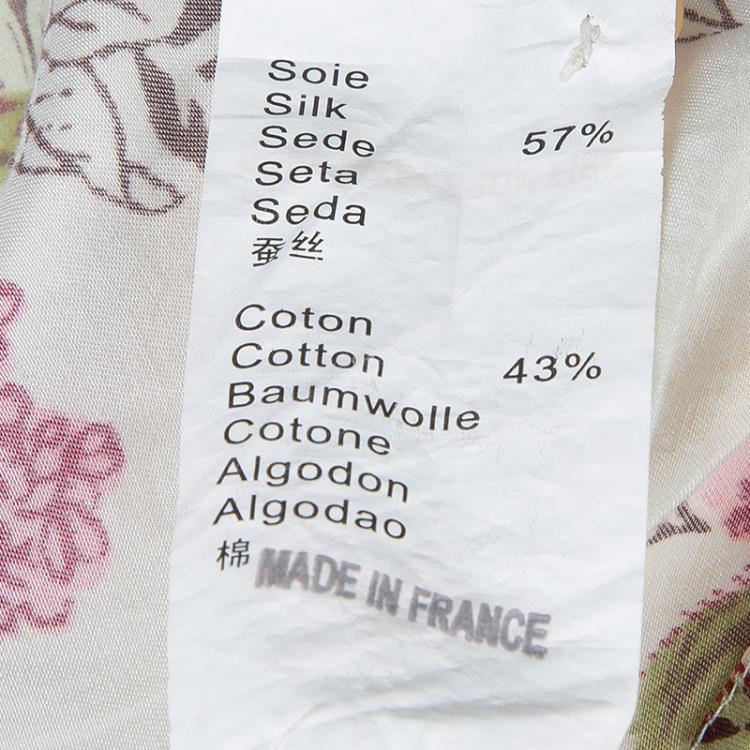 Soie
Silk
Sede 57%
Seta
Seda
蚕丝
Coton
Cotton 43%
Baumwolle
Cotone
Algodon
Algodao
棉 MADE IN FRANCE